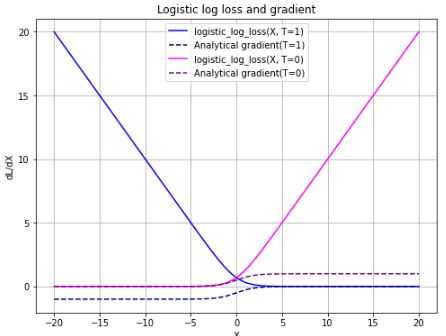 Logistic log loss and gradient
logistic_log_loss(X, T=1)
Analytical gradient(T=1)
logistic_log_loss(X, T=0)
Analytical gradient(T=0)
dL/dX
20
15
10
5
0
−20 −15 −10 −5 0 5 10 15 20
X